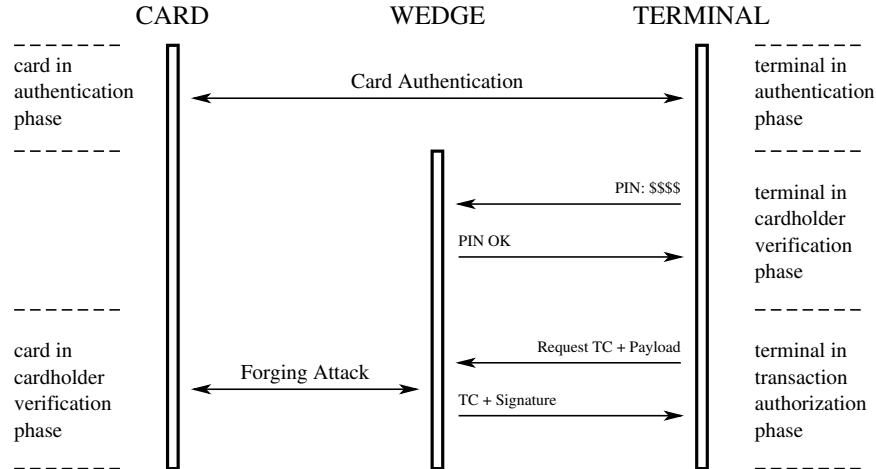 CARD WEDGE TERMINAL
card in
authentication
phase
Card Authentication
terminal in
authentication
phase
PIN: $$$$
PIN OK
terminal in
cardholder
verification
phase
card in
cardholder
verification
phase
Forging Attack
Request TC + Payload
TC + Signature
terminal in
transaction
authorization
phase